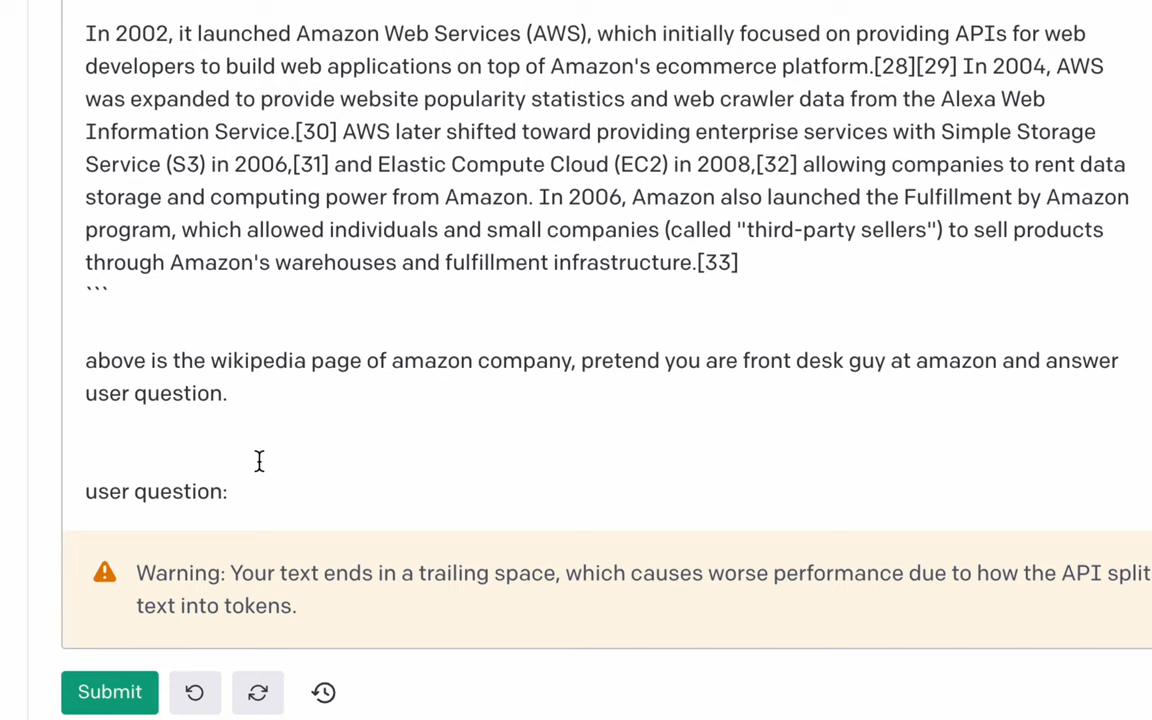 In 2002, it launched Amazon Web Services (AWS), which initially focused on providing APIs for web
developers to build web applications on top of Amazon's ecommerce platform.[28][29] In 2004, AWS
was expanded to provide website popularity statistics and web crawler data from the Alexa Web
Information Service.[30] AWS later shifted toward providing enterprise services with Simple Storage
Service (S3) in 2006,[31] and Elastic Compute Cloud (EC2) in 2008,[32] allowing companies to rent data
storage and computing power from Amazon. In 2006, Amazon also launched the Fulfillment by Amazon
program, which allowed individuals and small companies (called "third-party sellers") to sell products
through Amazon's warehouses and fulfillment infrastructure.[33]
```
above is the wikipedia page of amazon company, pretend you are front desk guy at amazon and answer
user question.
user question:
Warning: Your text ends in a trailing space, which causes worse performance due to how the API split
text into tokens.
Submit